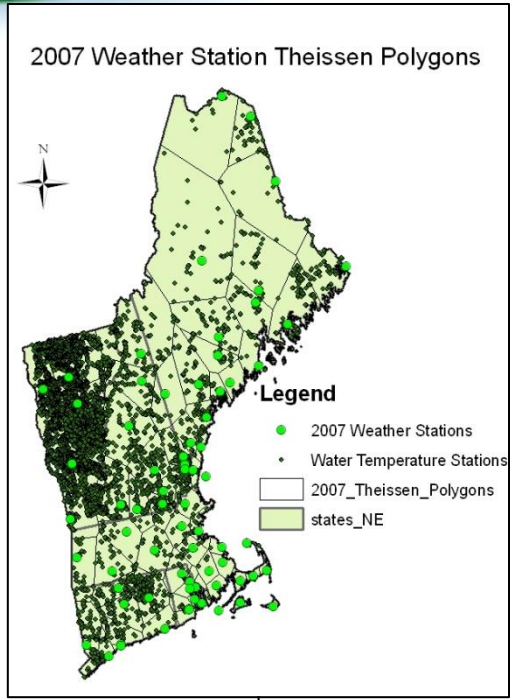 2007 Weather Station Theissen Polygons
N
Legend
2007 Weather Stations
Water Temperature Stations
2007_Theissen_Polygons
states_NE